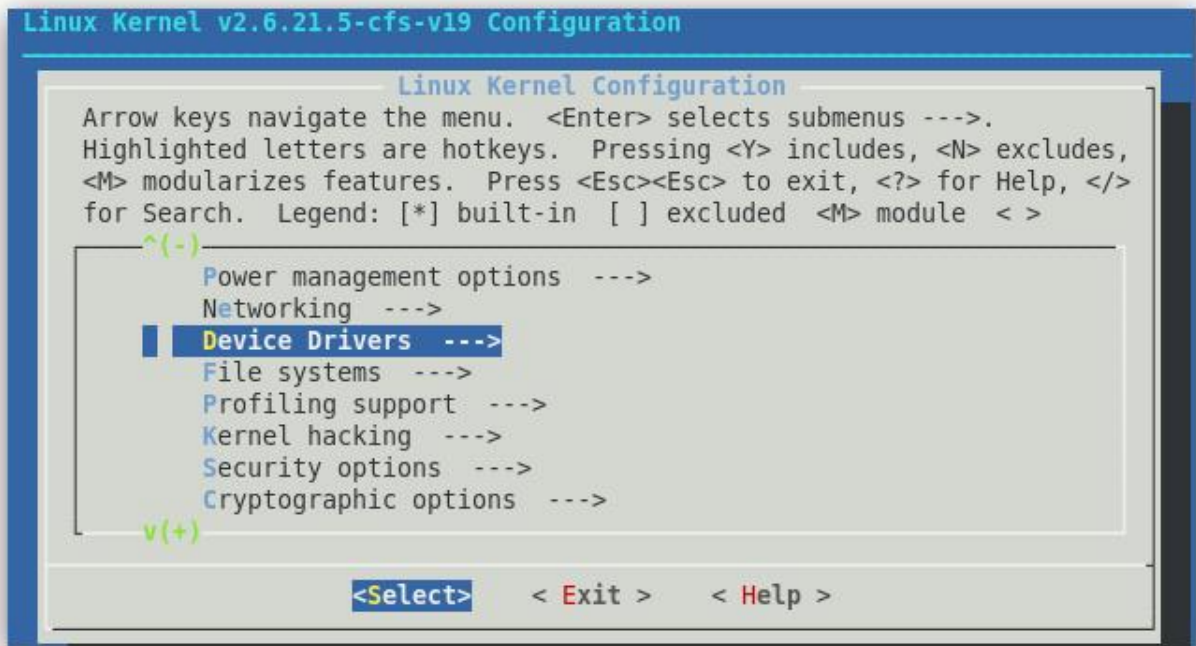 Linux Kernel v2.6.21.5-cfs-v19 Configuration
Linux Kernel Configuration
Arrow keys navigate the menu.  <Enter> selects submenus --->.
Highlighted letters are hotkeys.  Pressing <Y> includes, <N> excludes,
<M> modularizes features.  Press <Esc><Esc> to exit, <?> for Help, </>
for Search.  Legend: [*] built-in  [ ] excluded  <M> module  < >
^(-)
Power management options  --->
Networking  --->
Device Drivers  --->
File systems  --->
Profiling support  --->
Kernel hacking  --->
Security options  --->
Cryptographic options  --->
v(+)
<Select>    < Exit >    < Help >